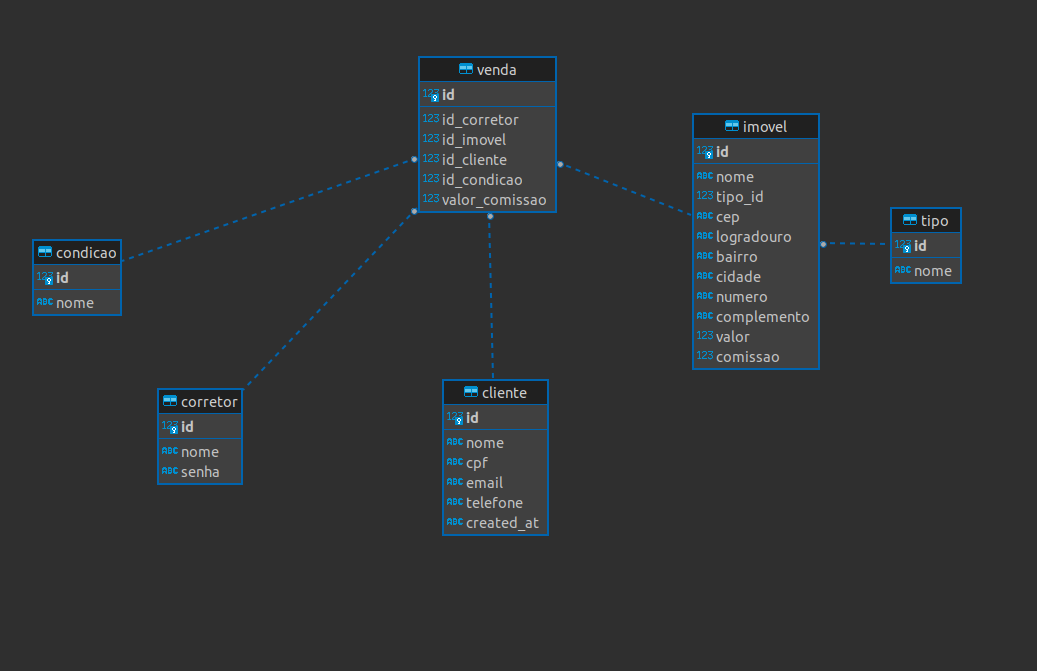 venda
123 id
123 id_corretor
123 id_imovel
123 id_cliente
123 id_condicao
123 valor_comissao
imovel
123 id
ABC nome
123 tipo_id
ABC cep
ABC logradouro
ABC bairro
ABC cidade
ABC numero
ABC complemento
123 valor
123 comissao
tipo
123 id
ABC nome
condicao
123 id
ABC nome
corretor
123 id
ABC nome
ABC senha
cliente
123 id
ABC nome
ABC cpf
ABC email
ABC telefone
ABC created_at